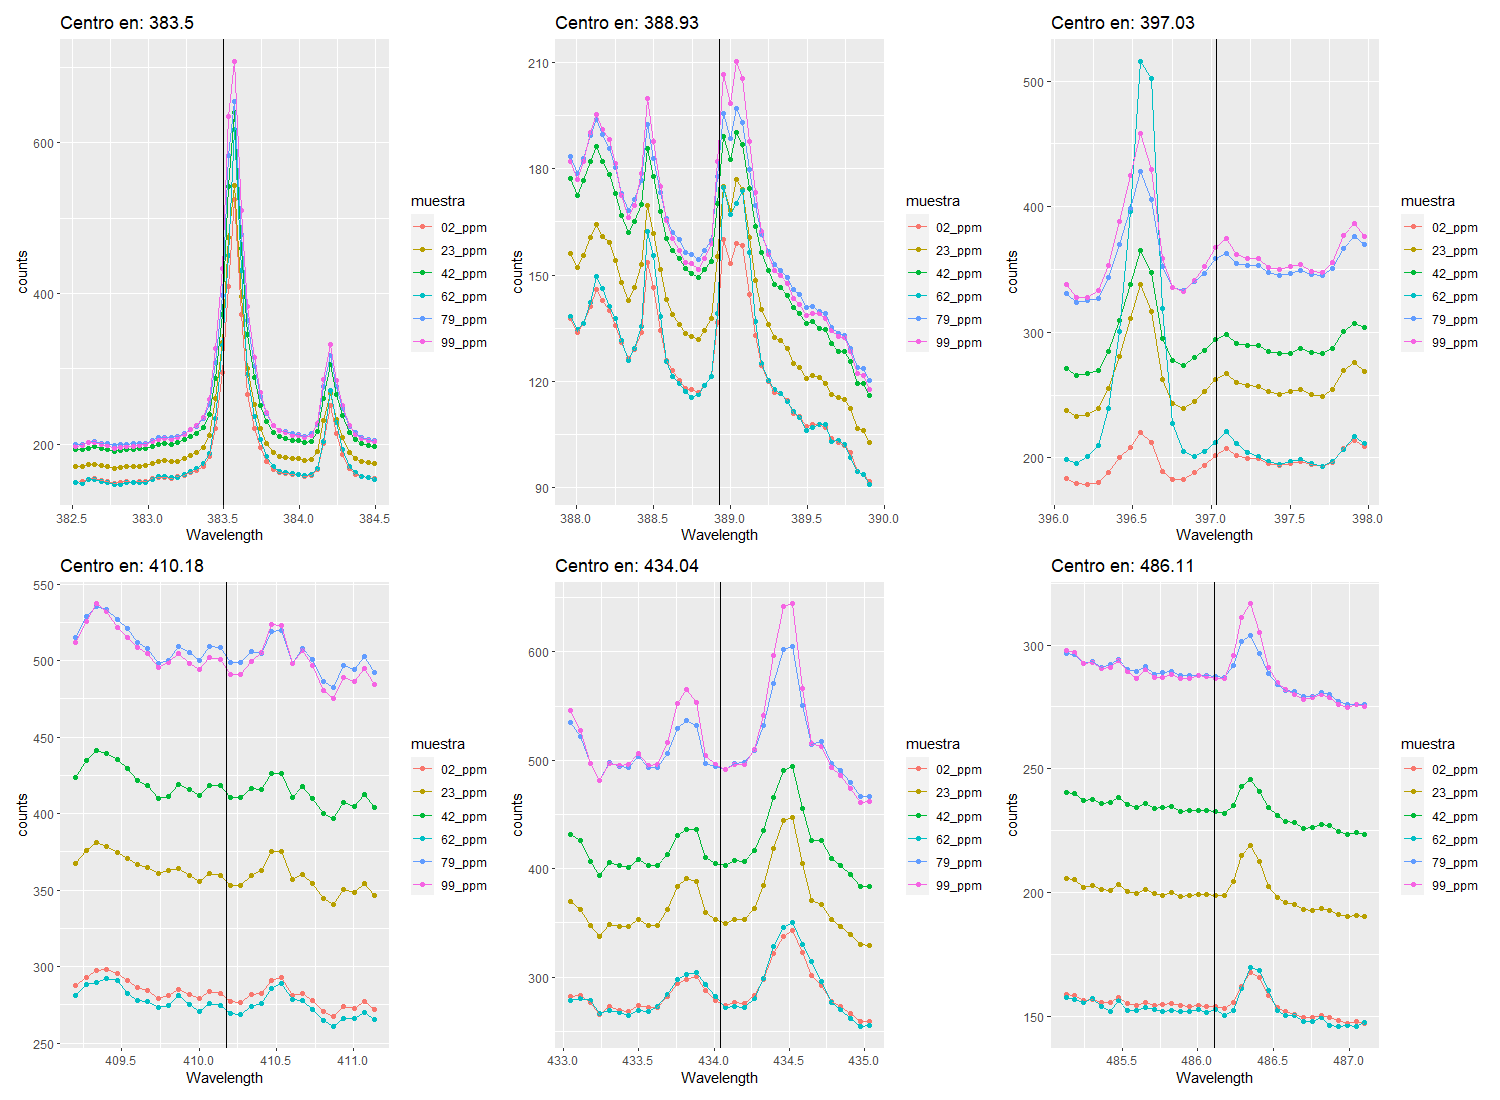 Centro en: 383.5
counts
600
400
200
382.5 383.0 383.5 384.0 384.5
Wavelength
muestra
02_ppm
23_ppm
42_ppm
62_ppm
79_ppm
99_ppm
Centro en: 388.93
counts
210
180
150
120
90
388.0 388.5 389.0 389.5 390.0
Wavelength
muestra
02_ppm
23_ppm
42_ppm
62_ppm
79_ppm
99_ppm
Centro en: 397.03
counts
500
400
300
200
396.0 396.5 397.0 397.5 398.0
Wavelength
muestra
02_ppm
23_ppm
42_ppm
62_ppm
79_ppm
99_ppm
Centro en: 410.18
counts
550
500
450
400
350
300
250
409.5 410.0 410.5 411.0
Wavelength
muestra
02_ppm
23_ppm
42_ppm
62_ppm
79_ppm
99_ppm
Centro en: 434.04
counts
600
500
400
300
433.0 433.5 434.0 434.5 435.0
Wavelength
muestra
02_ppm
23_ppm
42_ppm
62_ppm
79_ppm
99_ppm
Centro en: 486.11
counts
300
250
200
150
485.5 486.0 486.5 487.0
Wavelength
muestra
02_ppm
23_ppm
42_ppm
62_ppm
79_ppm
99_ppm